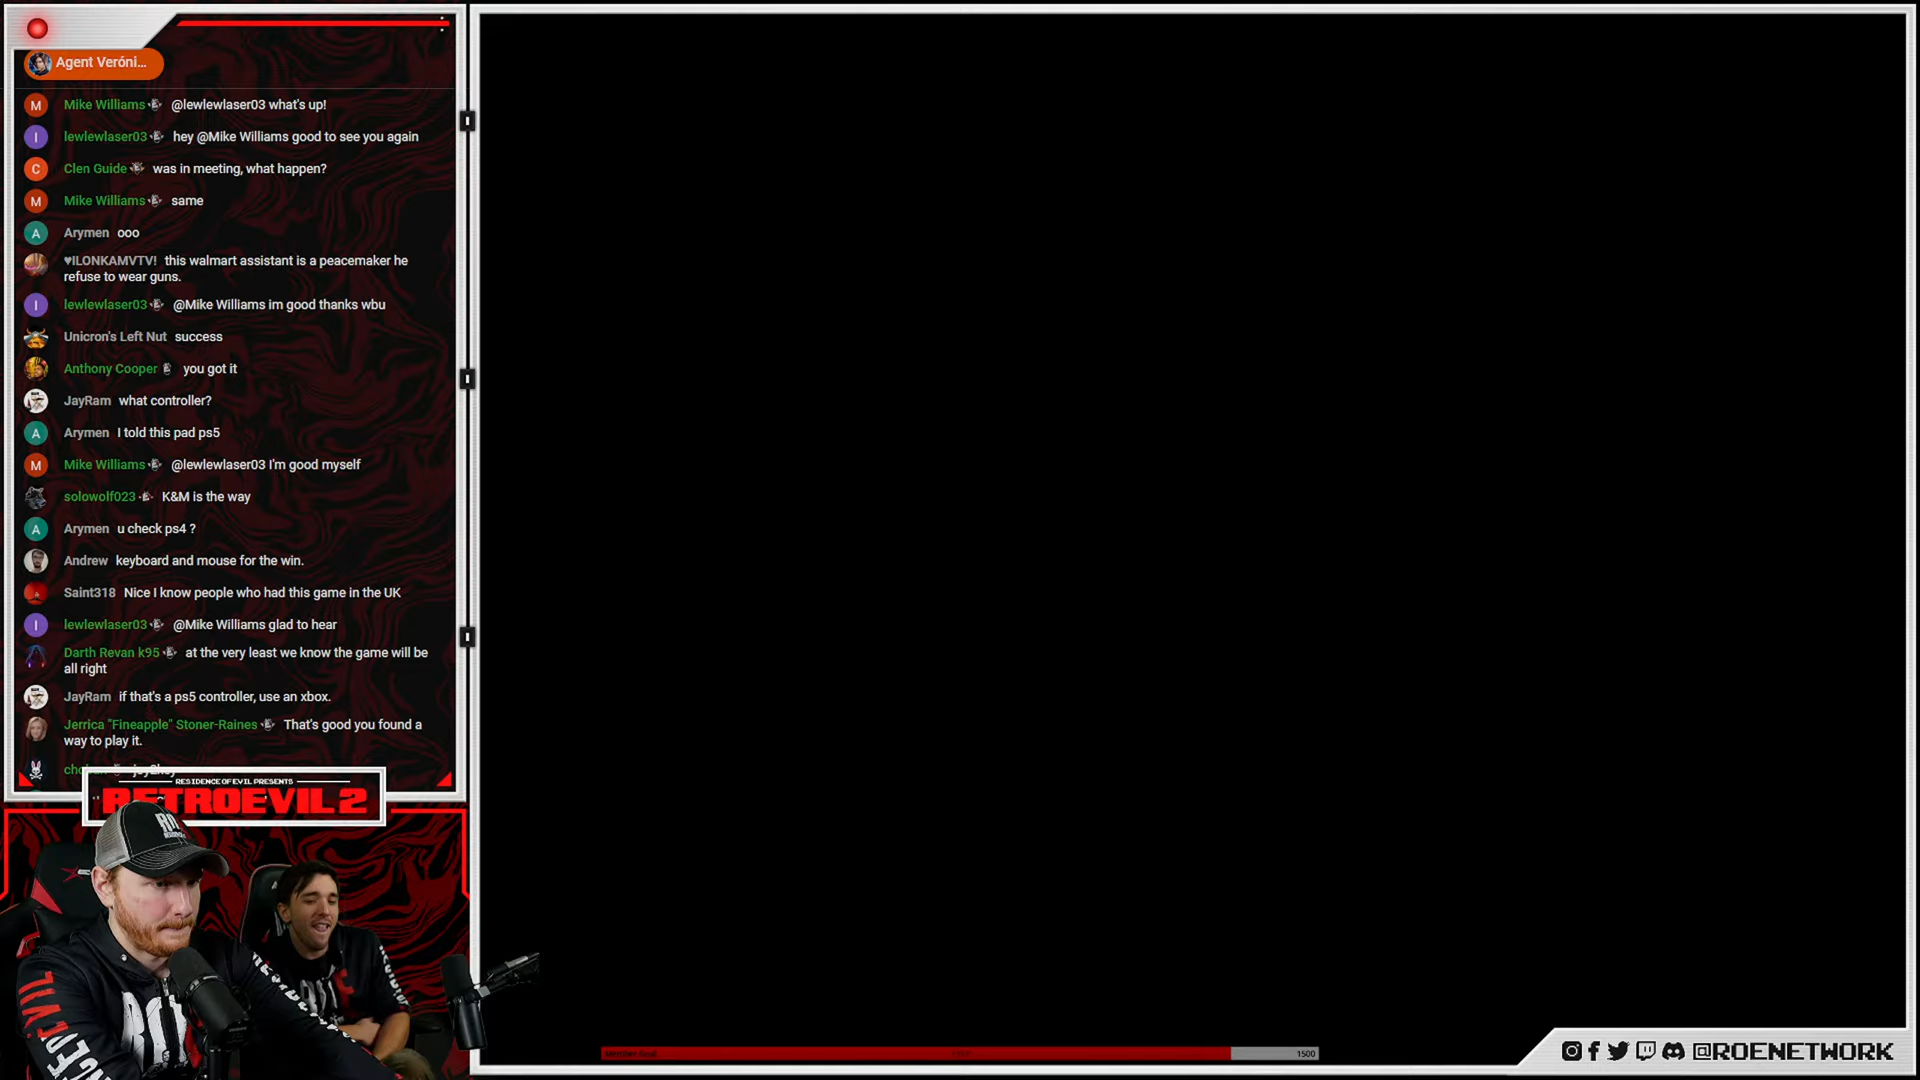 Agent Veróni...
M Mike Williams @lewlewlaser03 what's up!
l lewlewlaser03 hey @Mike Williams good to see you again
C Clen Guide was in meeting, what happen?
M Mike Williams same
A Arymen ooo
♥ILONKAMVTV! this walmart assistant is a peacemaker he
refuse to wear guns.
l lewlewlaser03 @Mike Williams im good thanks wbu
Unicron's Left Nut success
Anthony Cooper you got it
JayRam what controller?
A Arymen I told this pad ps5
M Mike Williams @lewlewlaser03 I'm good myself
solowolf023 K&M is the way
A Arymen u check ps4 ?
Andrew keyboard and mouse for the win.
Saint318 Nice I know people who had this game in the UK
l lewlewlaser03 @Mike Williams glad to hear
Darth Revan k95 at the very least we know the game will be
all right
JayRam if that's a ps5 controller, use an xbox.
Jerrica "Fineapple" Stoner-Raines That's good you found a
way to play it.
RESIDENCE OF EVIL PRESENTS
RETROEVIL 2
Member Goal
1500
@ROENETWORK